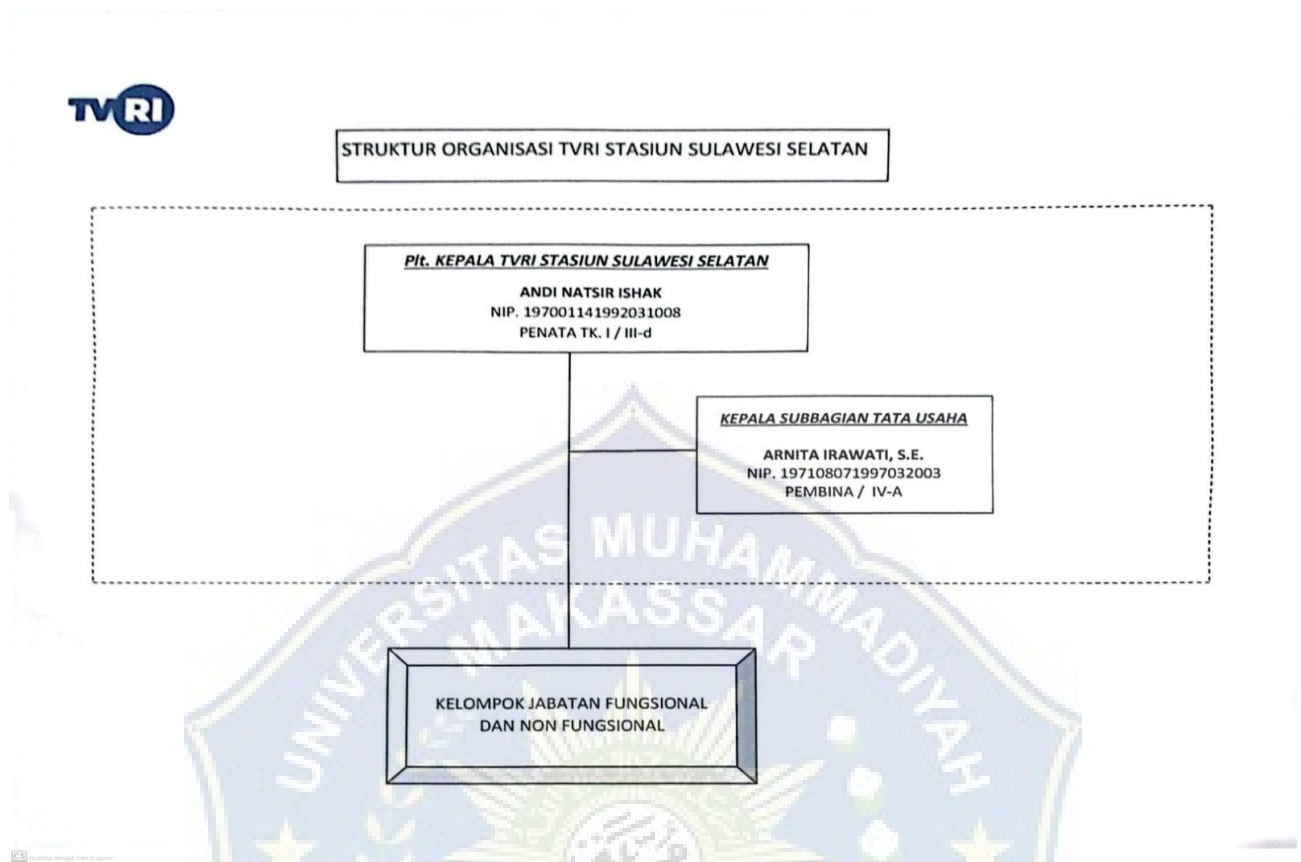 TVRI
STRUKTUR ORGANISASI TVRI STASIUN SULAWESI SELATAN
Plt. KEPALA TVRI STASIUN SULAWESI SELATAN
ANDI NATSIR ISHAK
NIP. 197001141992031008
PENATA TK. I / III-d
KEPALA SUBBAGIAN TATA USAHA
ARNITA IRAWATI, S.E.
NIP. 197108071997032003
PEMBINA / IV-A
UNIVERSITAS MUHAMMADIYAH
MAKASSAR
KELOMPOK JABATAN FUNGSIONAL
DAN NON FUNGSIONAL
CS